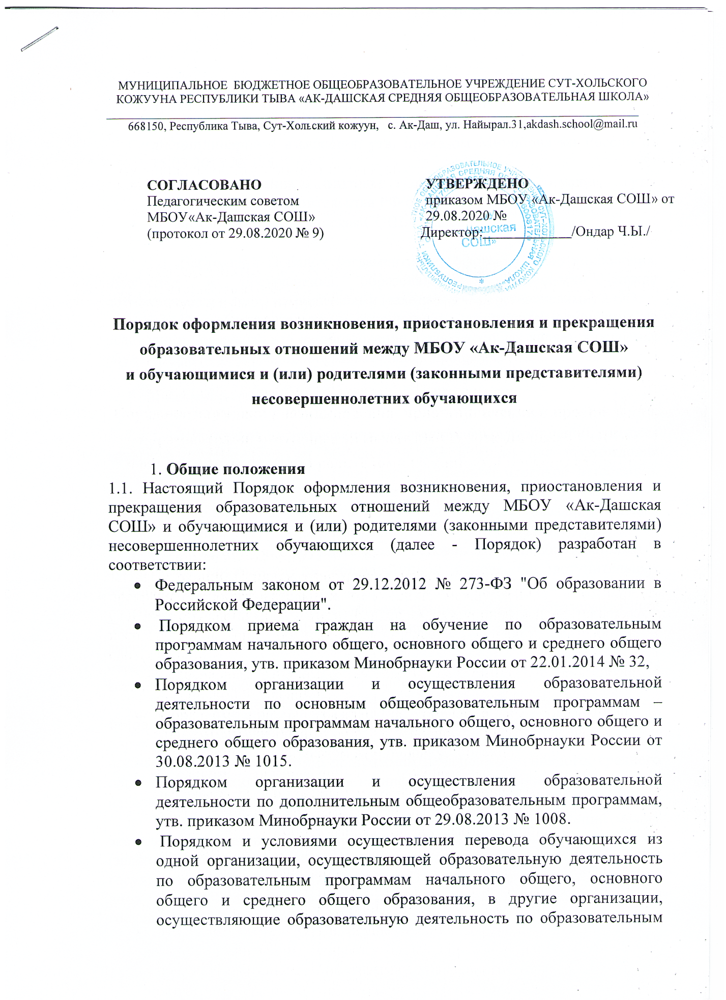 МУНИЦИПАЛЬНОЕ БЮДЖЕТНОЕ ОБЩЕОБРАЗОВАТЕЛЬНОЕ УЧРЕЖДЕНИЕ СУТ-ХОЛЬСКОГО
КОЖУУНА РЕСПУБЛИКИ ТЫВА «АК-ДАШСКАЯ СРЕДНЯЯ ОБЩЕОБРАЗОВАТЕЛЬНАЯ ШКОЛА»
668150, Республика Тыва, Сут-Хольский кожуун, с. Ак-Даш, ул. Найырал.31,akdash.school@mail.ru
СОГЛАСОВАНО
Педагогическим советом
МБОУ«Ак-Дашская СОШ»
(протокол от 29.08.2020 № 9)
УТВЕРЖДЕНО
приказом МБОУ «Ак-Дашская СОШ» от
29.08.2020 №
Директор:____________/Ондар Ч.Ы./
СОШ»
Порядок оформления возникновения, приостановления и прекращения
образовательных отношений между МБОУ «Ак-Дашская СОШ»
и обучающимися и (или) родителями (законными представителями)
несовершеннолетних обучающихся
1. Общие положения
1.1. Настоящий Порядок оформления возникновения, приостановления и
прекращения образовательных отношений между МБОУ «Ак-Дашская
СОШ» и обучающимися и (или) родителями (законными представителями)
несовершеннолетних обучающихся (далее - Порядок) разработан в
соответствии:
• Федеральным законом от 29.12.2012 № 273-ФЗ "Об образовании в
Российской Федерации".
• Порядком приема граждан на обучение по образовательным
программам начального общего, основного общего и среднего общего
образования, утв. приказом Минобрнауки России от 22.01.2014 № 32,
• Порядком организации и осуществления образовательной
деятельности по основным общеобразовательным программам –
образовательным программам начального общего, основного общего и
среднего общего образования, утв. приказом Минобрнауки России от
30.08.2013 № 1015.
• Порядком организации и осуществления образовательной
деятельности по дополнительным общеобразовательным программам,
утв. приказом Минобрнауки России от 29.08.2013 № 1008.
• Порядком и условиями осуществления перевода обучающихся из
одной организации, осуществляющей образовательную деятельность
по образовательным программам начального общего, основного
общего и среднего общего образования, в другие организации,
осуществляющие образовательную деятельность по образовательным